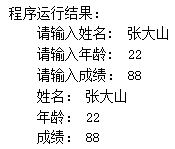 程序运行结果：
请输入姓名： 张大山
请输入年龄： 22
请输入成绩： 88
姓名： 张大山
年龄： 22
成绩： 88